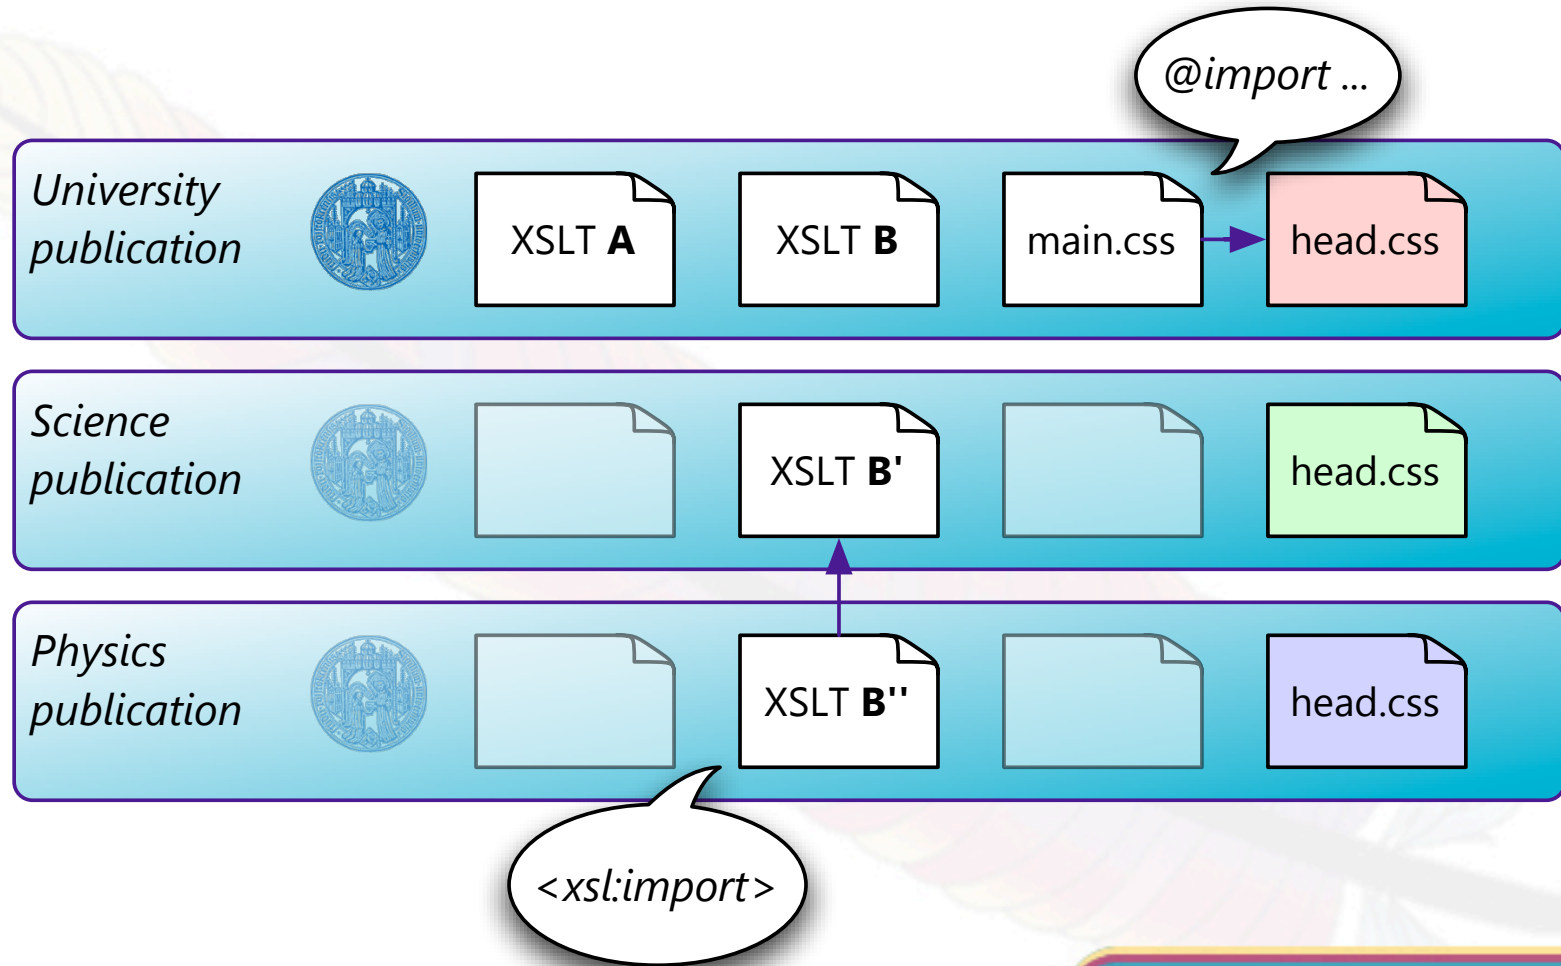 @import ...
University
publication
XSLT A
XSLT B
main.css
head.css
Science
publication
XSLT B'
head.css
Physics
publication
XSLT B''
head.css
<xsl:import>